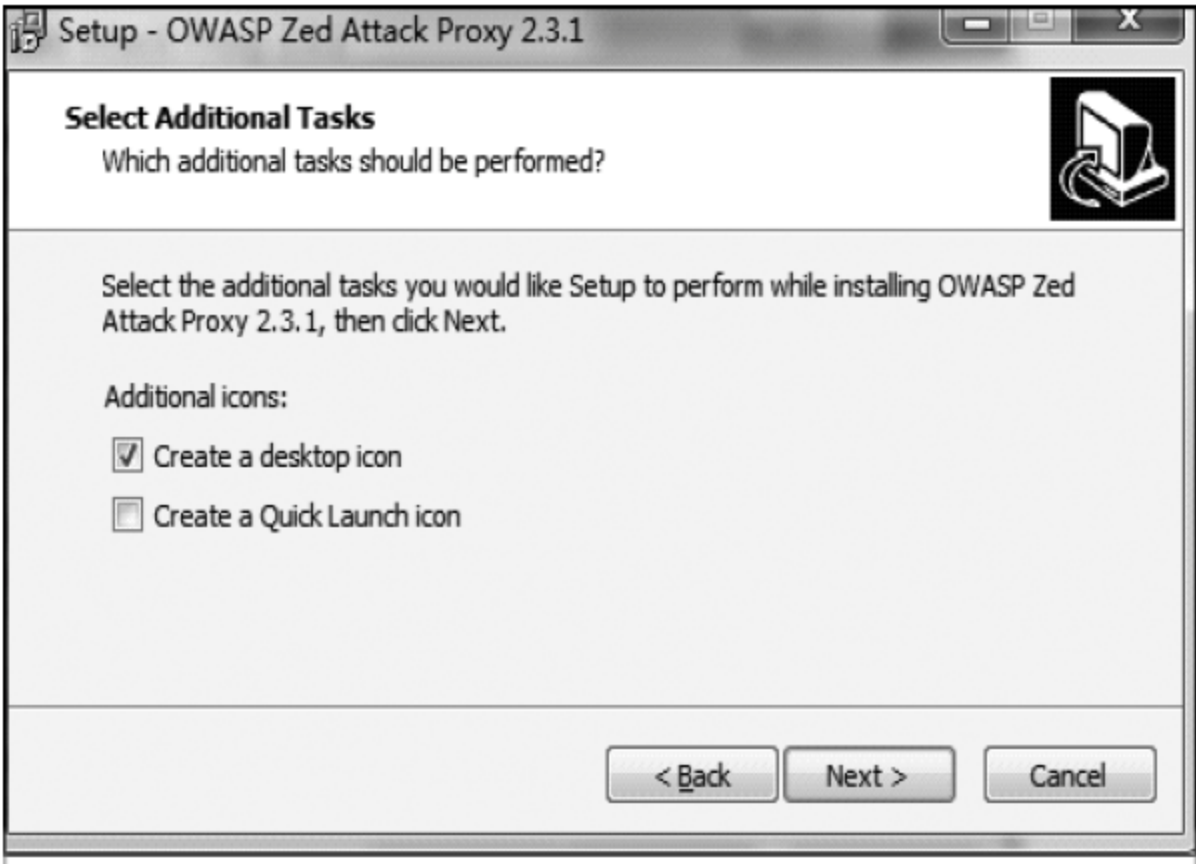 Setup - OWASP Zed Attack Proxy 2.3.1
Select Additional Tasks
Which additional tasks should be performed?
Select the additional tasks you would like Setup to perform while installing OWASP Zed
Attack Proxy 2.3.1, then click Next.
Additional icons:
Create a desktop icon
Create a Quick Launch icon
< Back
Next >
Cancel